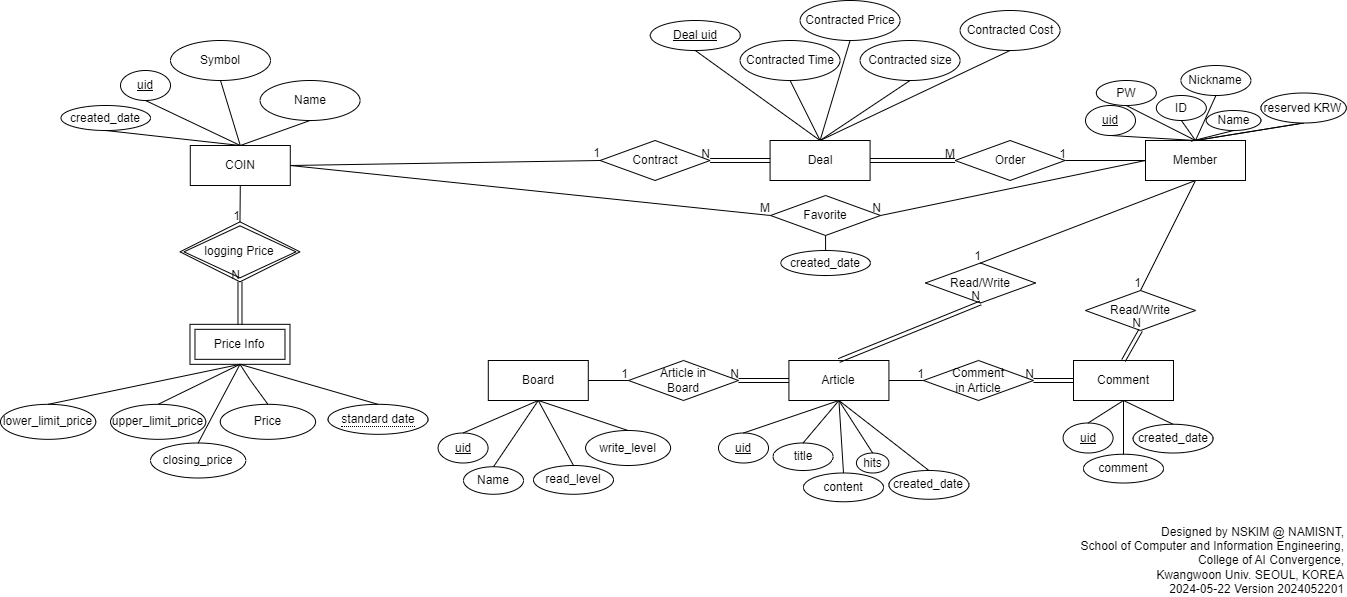 Contracted Price
Deal uid
Contracted Cost
Contracted Time
Contracted size
Symbol
uid
Name
created_date
COIN
Nickname
PW
ID
uid
Name
reserved KRW
1
Contract
N
Deal
M
Order
1
Member
M
Favorite
N
created_date
1
logging Price
N
1
Read/Write
N
1
Read/Write
N
Price Info
Board
1
Article in
Board
N
Article
1
Comment
in Article
N
Comment
lower_limit_price
upper_limit_price
Price
standard date
closing_price
uid
write_level
Name
read_level
uid
title
hits
content
created_date
uid
created_date
comment
Designed by NSKIM @ NAMISNT,
School of Computer and Information Engineering,
College of AI Convergence,
Kwangwoon Univ. SEOUL, KOREA
2024-05-22 Version 2024052201